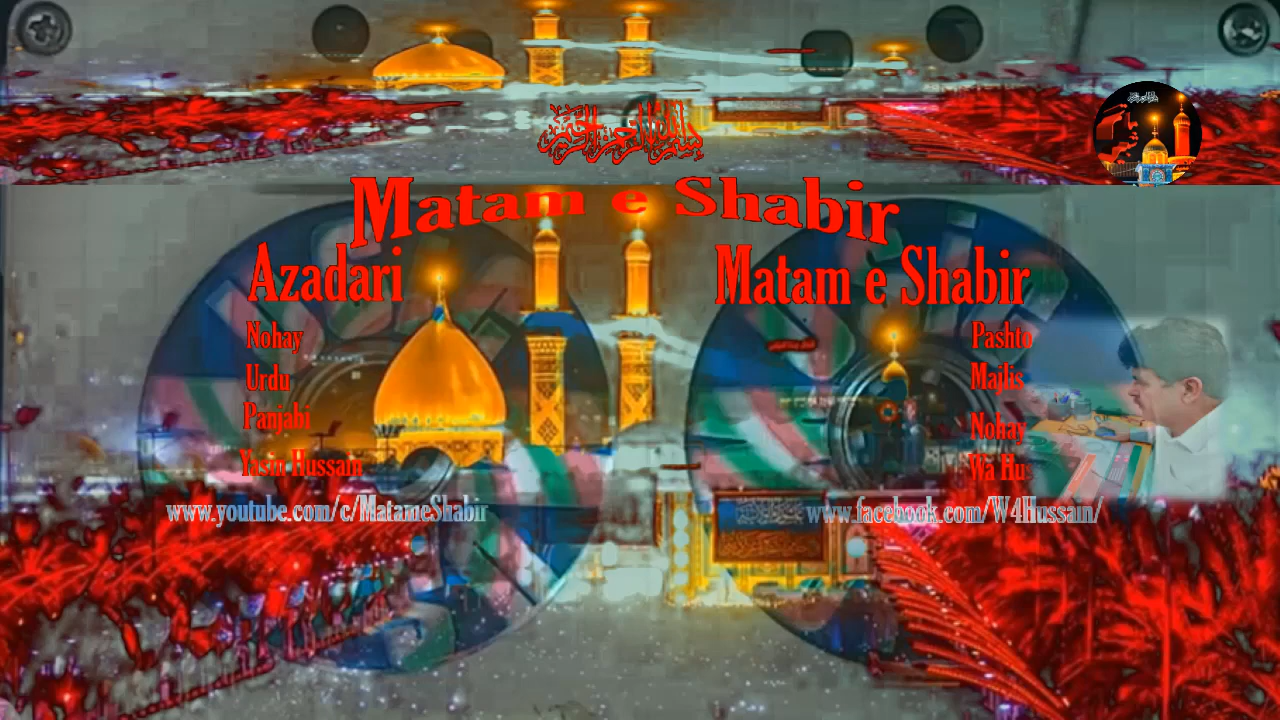 بسم الله الرحمن الرحيم
Matam e Shabir
Azadari
Nohay
Urdu
Panjabi
Yasin Hussain
www.youtube.com/c/MatameShabir
Matam e Shabir
Pashto
Majlis
Nohay
Wa Hu
www.facebook.com/W4Hussain/